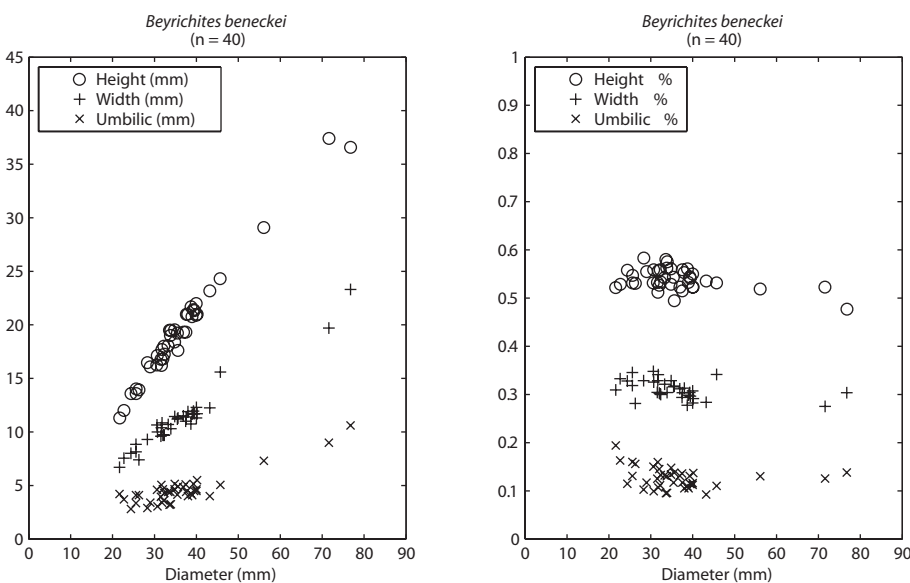 Beyrichites beneckei
(n = 40)
45
40
35
30
25
20
15
10
5
0
Height (mm)
Width (mm)
Umbilic (mm)
0 10 20 30 40 50 60 70 80 90
Diameter (mm)
Beyrichites beneckei
(n = 40)
1
0.9
0.8
0.7
0.6
0.5
0.4
0.3
0.2
0.1
0
Height %
Width %
Umbilic %
0 10 20 30 40 50 60 70 80 90
Diameter (mm)